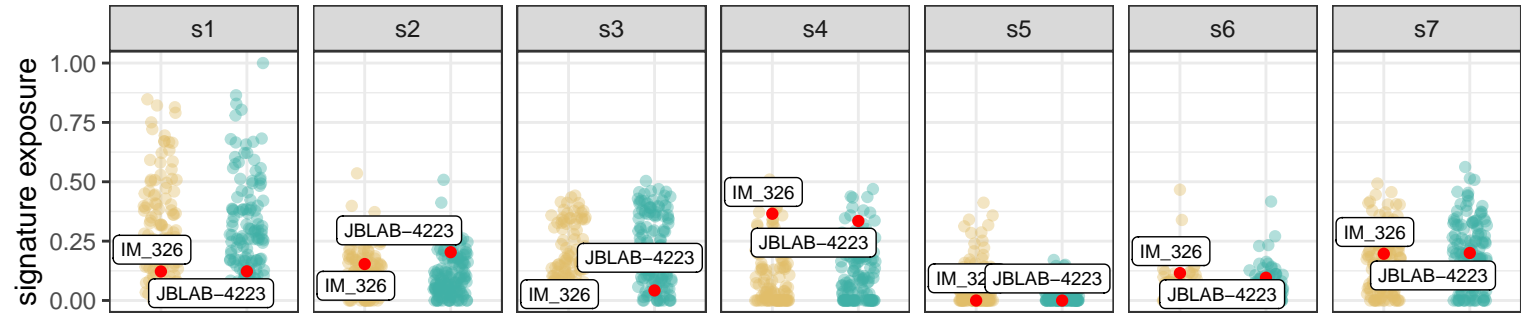 s1 s2 s3 s4 s5 s6 s7
signature exposure
1.00
0.75
0.50
0.25
0.00
IM_326
JBLAB−4223
JBLAB−4223
IM_326
JBLAB−4223
IM_326
IM_326
JBLAB−4223
IM_32
JBLAB−4223
IM_326
JBLAB−4223
IM_326
JBLAB−4223